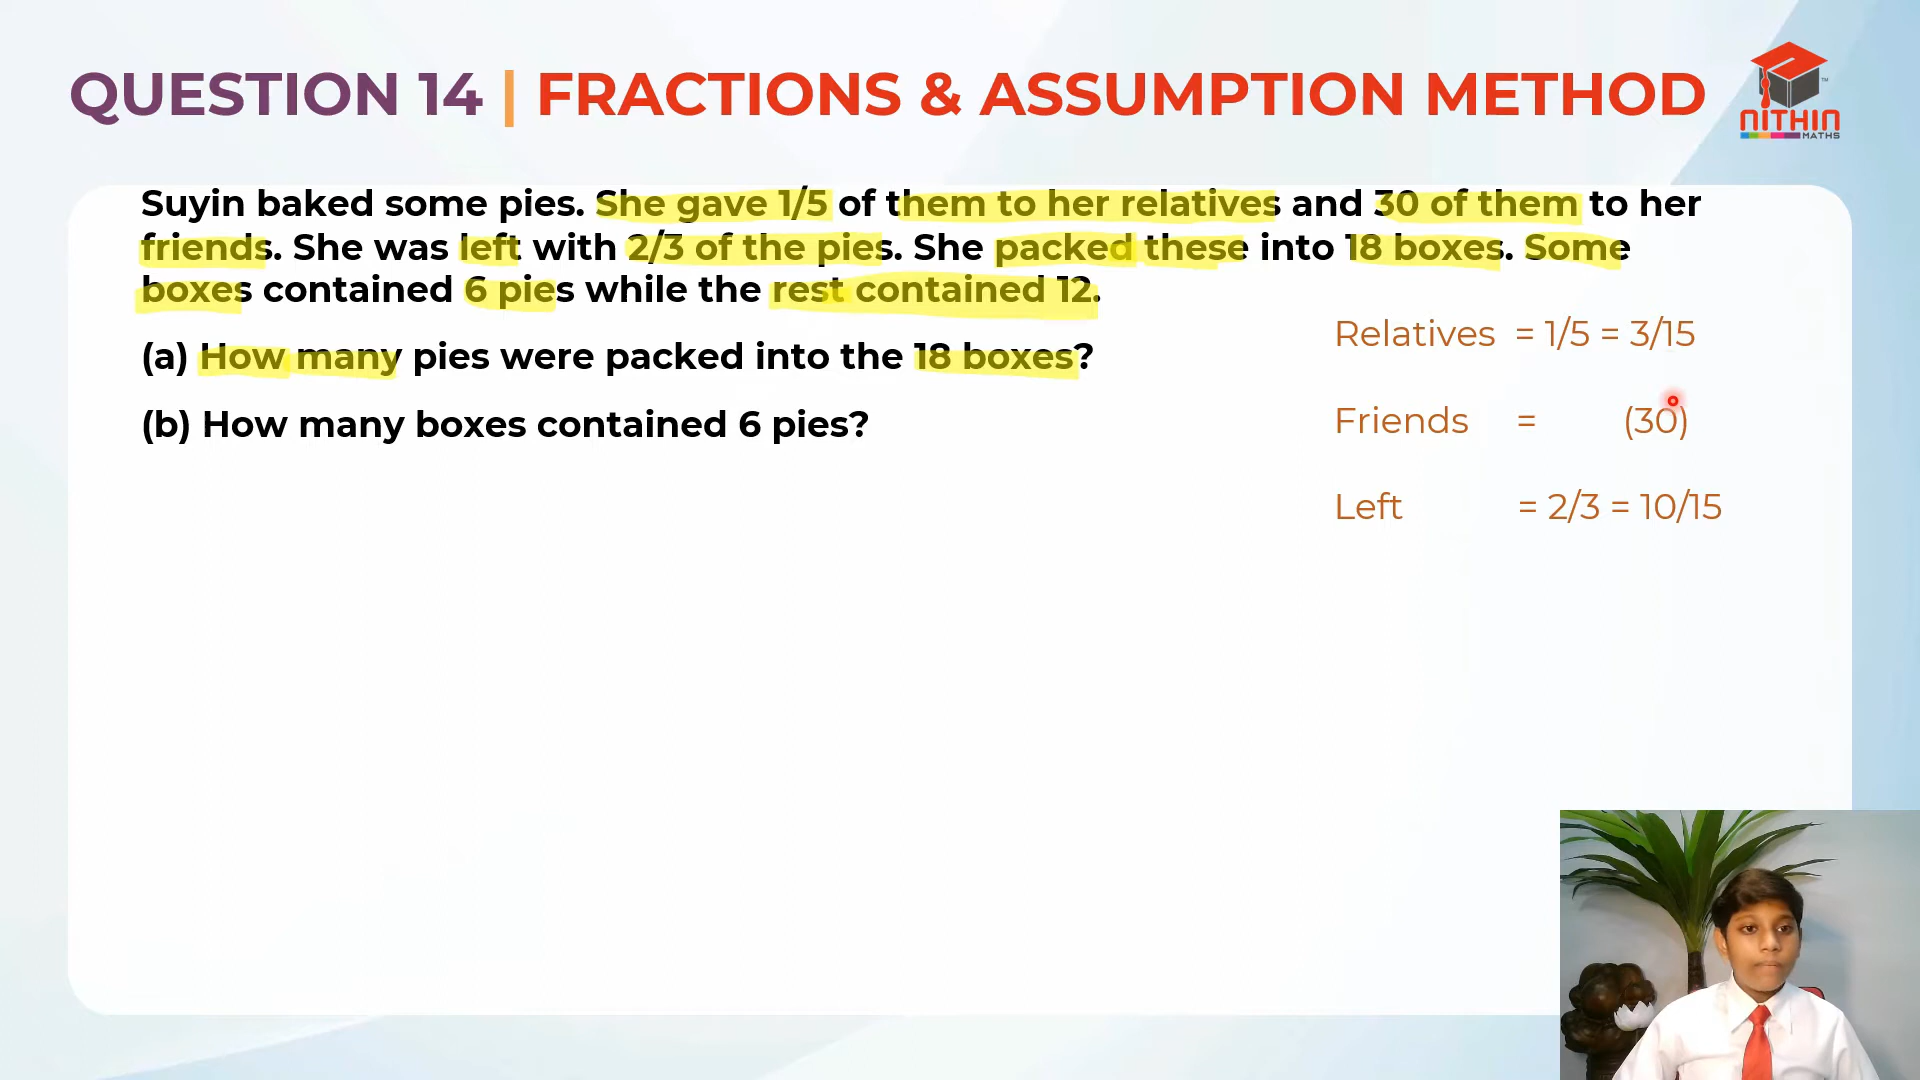 QUESTION 14 | FRACTIONS & ASSUMPTION METHOD
NITHIN
MATHS
TM
Suyin baked some pies. She gave 1/5 of them to her relatives and 30 of them to her
friends. She was left with 2/3 of the pies. She packed these into 18 boxes. Some
boxes contained 6 pies while the rest contained 12.
(a) How many pies were packed into the 18 boxes?
(b) How many boxes contained 6 pies?
Relatives = 1/5 = 3/15
Friends = (30)
Left = 2/3 = 10/15